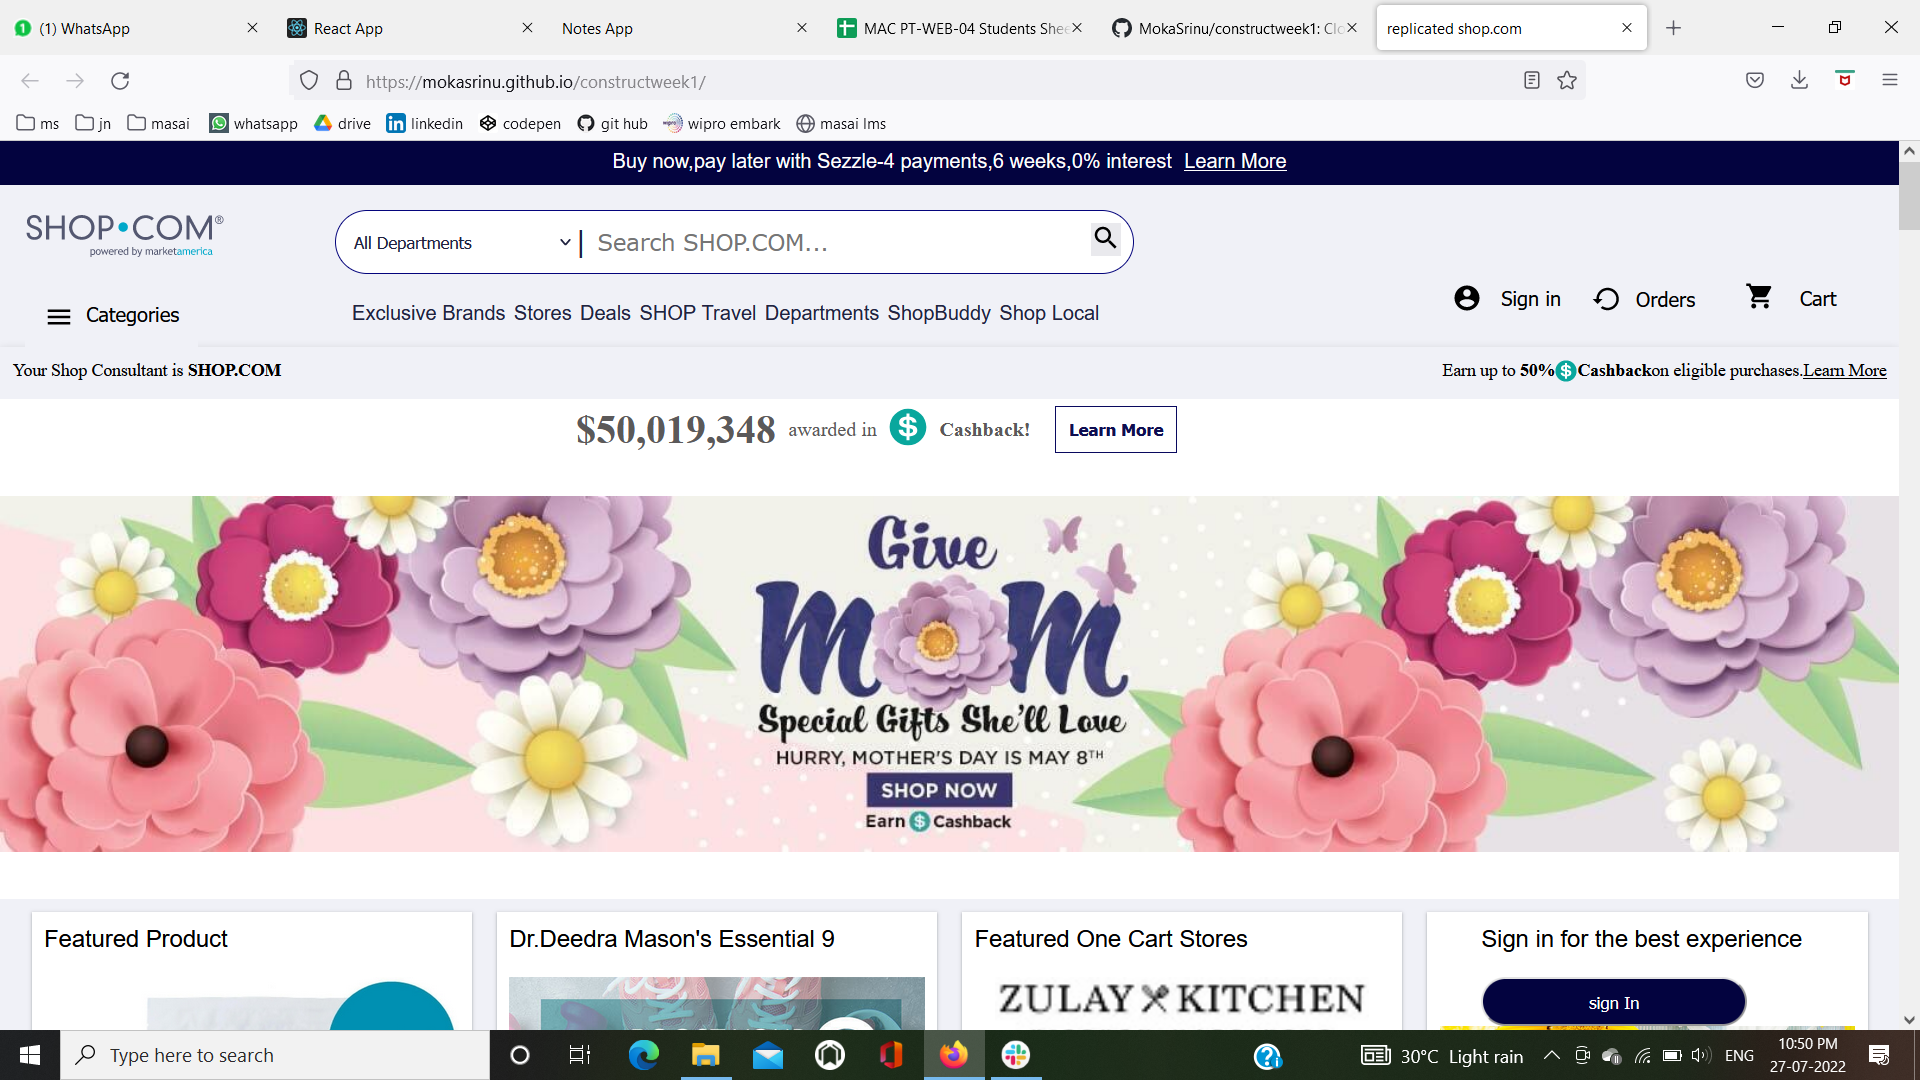 (1) WhatsApp
React App
Notes App
MAC PT-WEB-04 Students Shee
MokaSrinu/constructweek1: Clo
replicated shop.com
https://mokasrinu.github.io/constructweek1/
ms
jn
masai
whatsapp
drive
linkedin
codepen
git hub
wipro embark
masai lms
Buy now,pay later with Sezzle-4 payments,6 weeks,0% interest Learn More
SHOP•COM®
powered by marketamerica
All Departments
Search SHOP.COM...
Categories
Exclusive Brands Stores Deals SHOP Travel Departments ShopBuddy Shop Local
Sign in
Orders
Cart
Your Shop Consultant is SHOP.COM
Earn up to 50%$Cashbackon eligible purchases.Learn More
$50,019,348 awarded in $ Cashback!
Learn More
Give
MOM
Special Gifts She'll Love
HURRY, MOTHER'S DAY IS MAY 8TH
SHOP NOW
Earn $ Cashback
Featured Product
Dr.Deedra Mason's Essential 9
Featured One Cart Stores
ZULAY KITCHEN
Sign in for the best experience
sign In
Type here to search
30°C Light rain
ENG
10:50 PM
27-07-2022